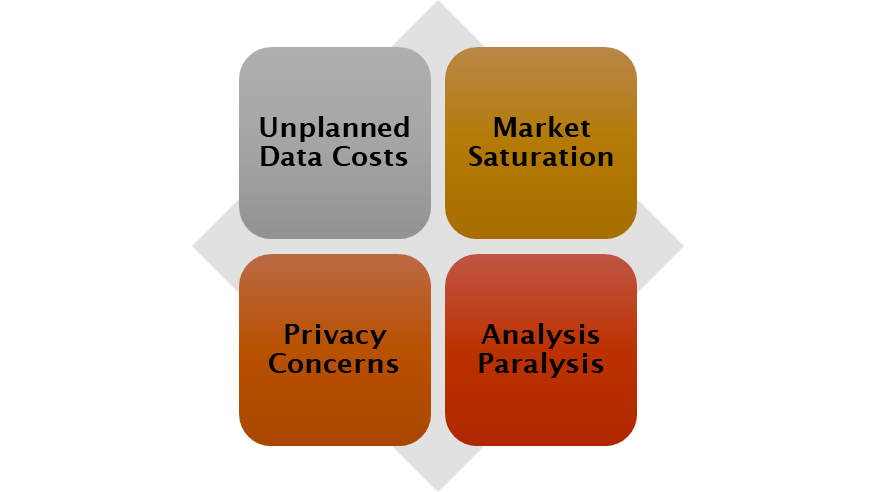 Unplanned
Data Costs
Market
Saturation
Privacy
Concerns
Analysis
Paralysis